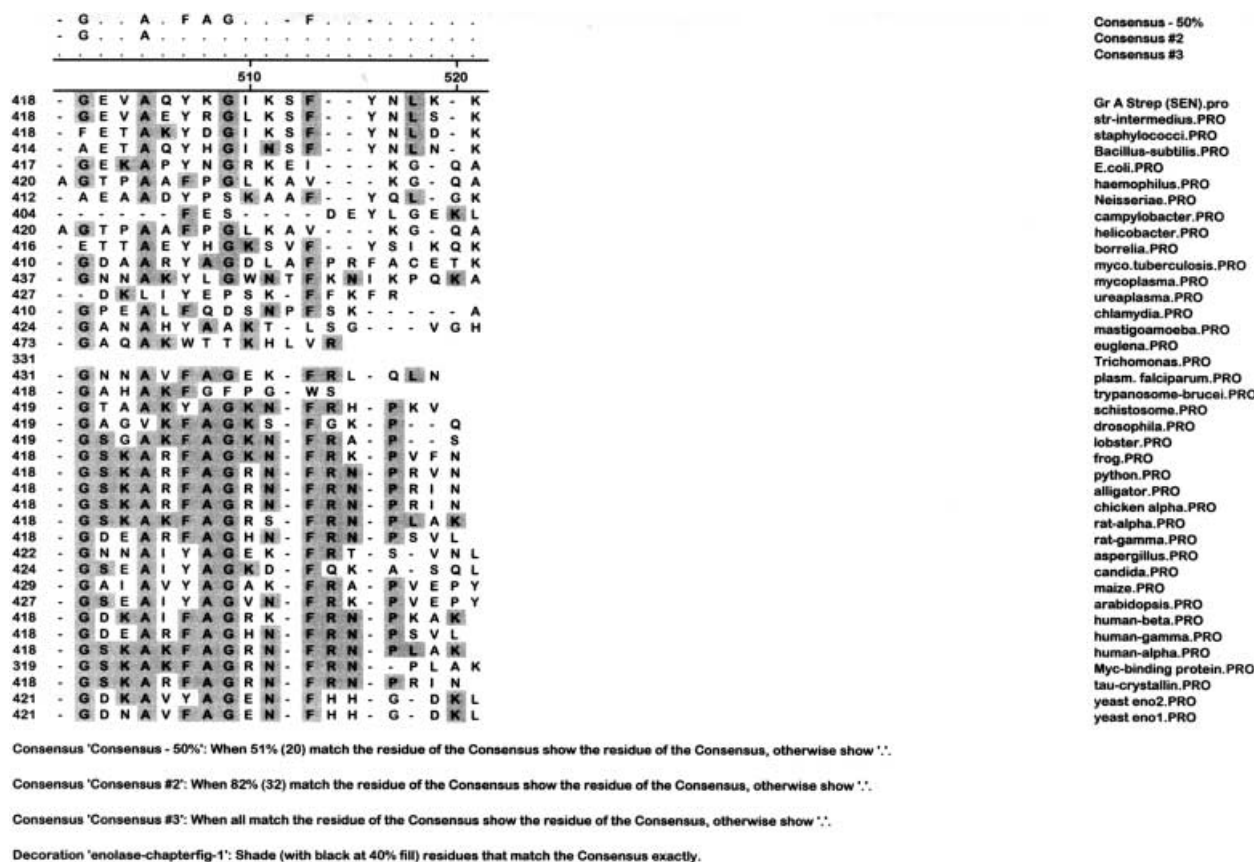 - G . . A . F A G . . . F . . . . . . . . Consensus - 50%
- G . . A . . . . . . . . . . . . . . . . Consensus #2
. . . . . . . . . . . . . . . . . . . . . Consensus #3
510 520
418 - G E V A Q Y K G I K S F - - Y N L K - K Gr A Strep (SEN).pro
418 - G E V A E Y R G L K S F - - Y N L S - K str-intermedius.PRO
418 - F E T A K Y D G I K S F - - Y N L D - K staphylococci.PRO
414 - A E T A Q Y H G I N S F - - Y N L N - K Bacillus-subtilis.PRO
417 - G E K A P Y N G R K E I - - - K G - Q A E.coli.PRO
420 A G T P A A F P G L K A V - - - K G - Q A haemophilus.PRO
412 - A E A A D Y P S K A A F - - Y Q L - G K Neisseriae.PRO
404 - - - - - - F E S - - - - D E Y L G E K L campylobacter.PRO
420 A G T P A A F P G L K A V - - - K G - Q A helicobacter.PRO
416 - E T T A E Y H G K S V F - - Y S I K Q K borrelia.PRO
410 - G D A A R Y A G D L A F P R F A C E T K myco.tuberculosis.PRO
437 - G N N A K Y L G W N T F K N I K P Q K A mycoplasma.PRO
427 - - D K L I Y E P S K - F F K F R ureaplasma.PRO
410 - G P E A L F Q D S N P F S K - - - - - A chlamydia.PRO
424 - G A N A H Y A A K T - L S G - - - V G H mastigoamoeba.PRO
473 - G A Q A K W T T K H L V R euglena.PRO
331 Trichomonas.PRO
431 - G N N A V F A G E K - F R L - Q L N plasm. falciparum.PRO
418 - G A H A K F G F P G - W S trypanosome-brucei.PRO
419 - G T A A K Y A G K N - F R H - P K V schistosome.PRO
419 - G A G V K F A G K S - F G K - P - - Q drosophila.PRO
419 - G S G A K F A G K N - F R A - P - - S lobster.PRO
418 - G S K A R F A G K N - F R K - P V F N frog.PRO
418 - G S K A R F A G R N - F R N - P R V N python.PRO
418 - G S K A R F A G R N - F R N - P R I N alligator.PRO
418 - G S K A R F A G R N - F R N - P R I N chicken alpha.PRO
418 - G S K A K F A G R S - F R N - P L A K rat-alpha.PRO
418 - G D E A R F A G H N - F R N - P S V L rat-gamma.PRO
422 - G N N A I Y A G E K - F R T - S - V N L aspergillus.PRO
424 - G S E A I Y A G K D - F Q K - A - S Q L candida.PRO
429 - G A I A V Y A G A K - F R A - P V E P Y maize.PRO
427 - G S E A I Y A G V N - F R K - P V E P Y arabidopsis.PRO
418 - G D K A I F A G R K - F R N - P K A K human-beta.PRO
418 - G D E A R F A G H N - F R N - P S V L human-gamma.PRO
418 - G S K A K F A G R N - F R N - P L A K human-alpha.PRO
319 - G S K A K F A G R N - F R N - - P L A K Myc-binding protein.PRO
418 - G S K A R F A G R N - F R N - P R I N tau-crystallin.PRO
421 - G D K A V Y A G E N - F H H - G - D K L yeast eno2.PRO
421 - G D N A V F A G E N - F H H - G - D K L yeast eno1.PRO
Consensus 'Consensus - 50%': When 51% (20) match the residue of the Consensus show the residue of the Consensus, otherwise show '.'.
Consensus 'Consensus #2': When 82% (32) match the residue of the Consensus show the residue of the Consensus, otherwise show '.'.
Consensus 'Consensus #3': When all match the residue of the Consensus show the residue of the Consensus, otherwise show '.'.
Decoration 'enolase-chapterfig-1': Shade (with black at 40% fill) residues that match the Consensus exactly.